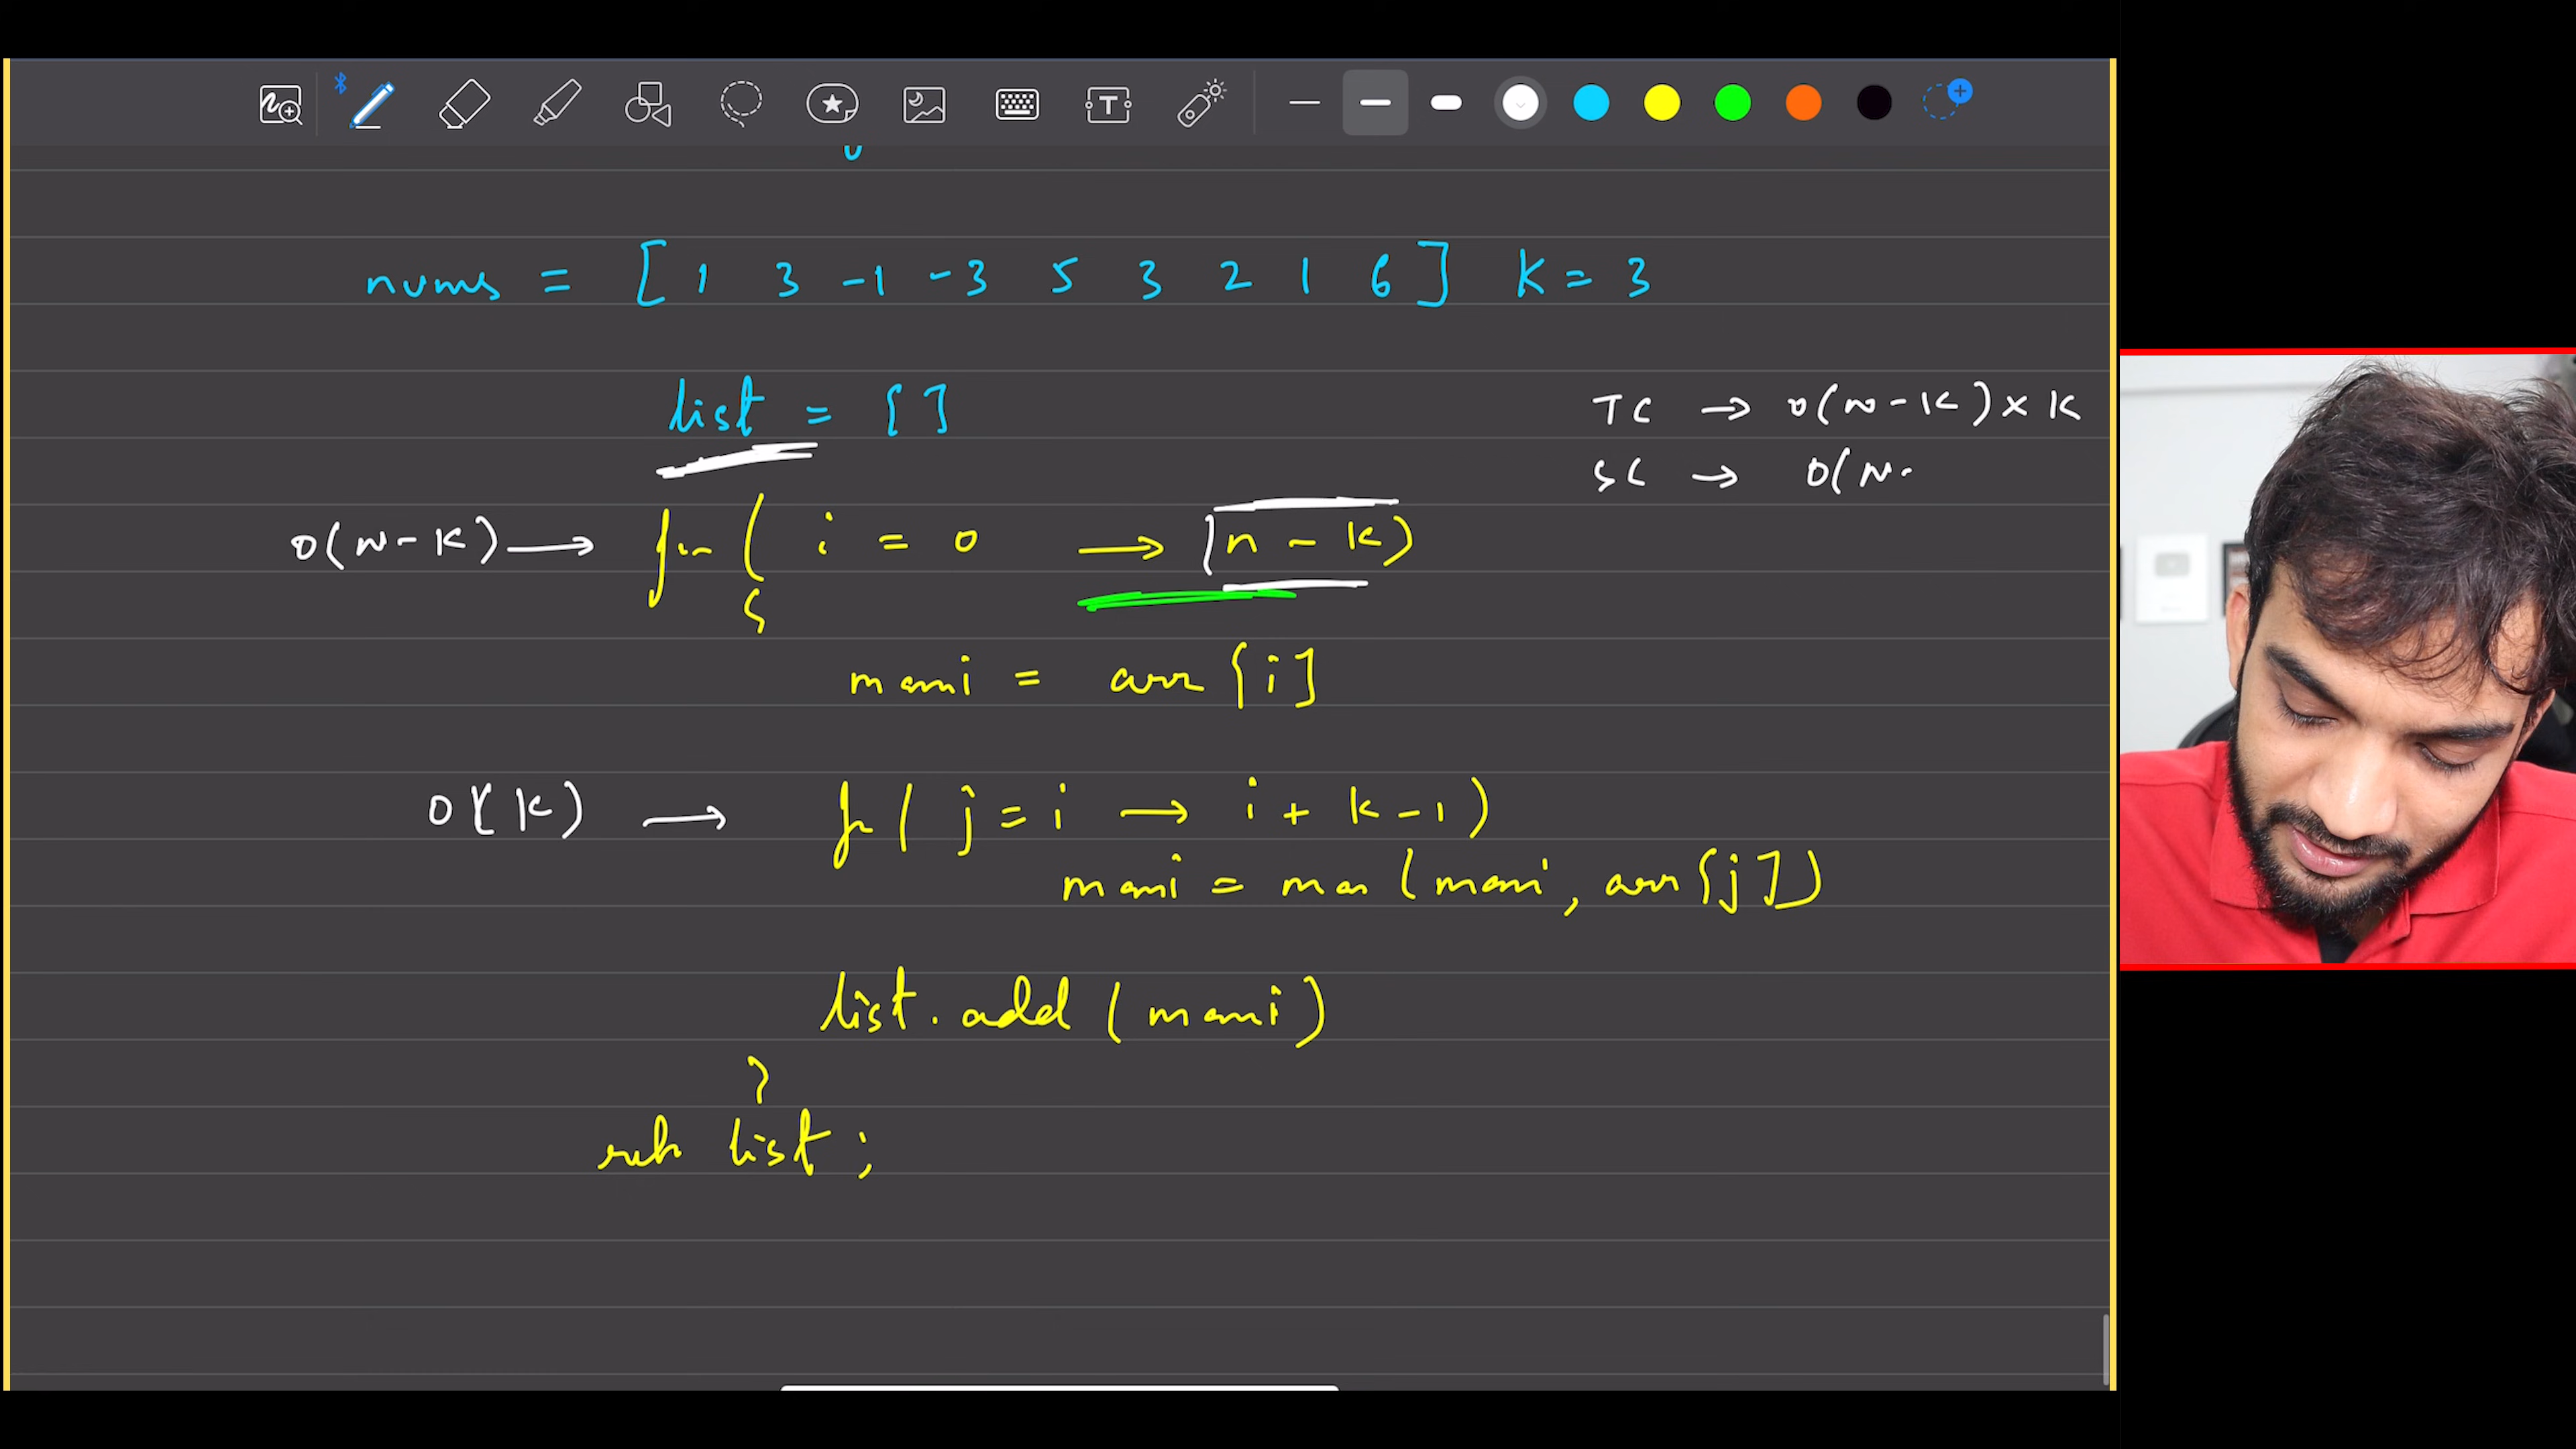 nums = [ 1 3 -1 -3 5 3 2 1 6 ] K = 3
list = [ ]
TC → O(N-K) × K
SC → O(N-
O(N-K) → for ( i = 0 → (n - k)
{
maxi = arr[i]
O(K) → for ( j = i → i + k - 1 )
maxi = max (maxi, arr[j])
list.add (maxi)
}
return list;